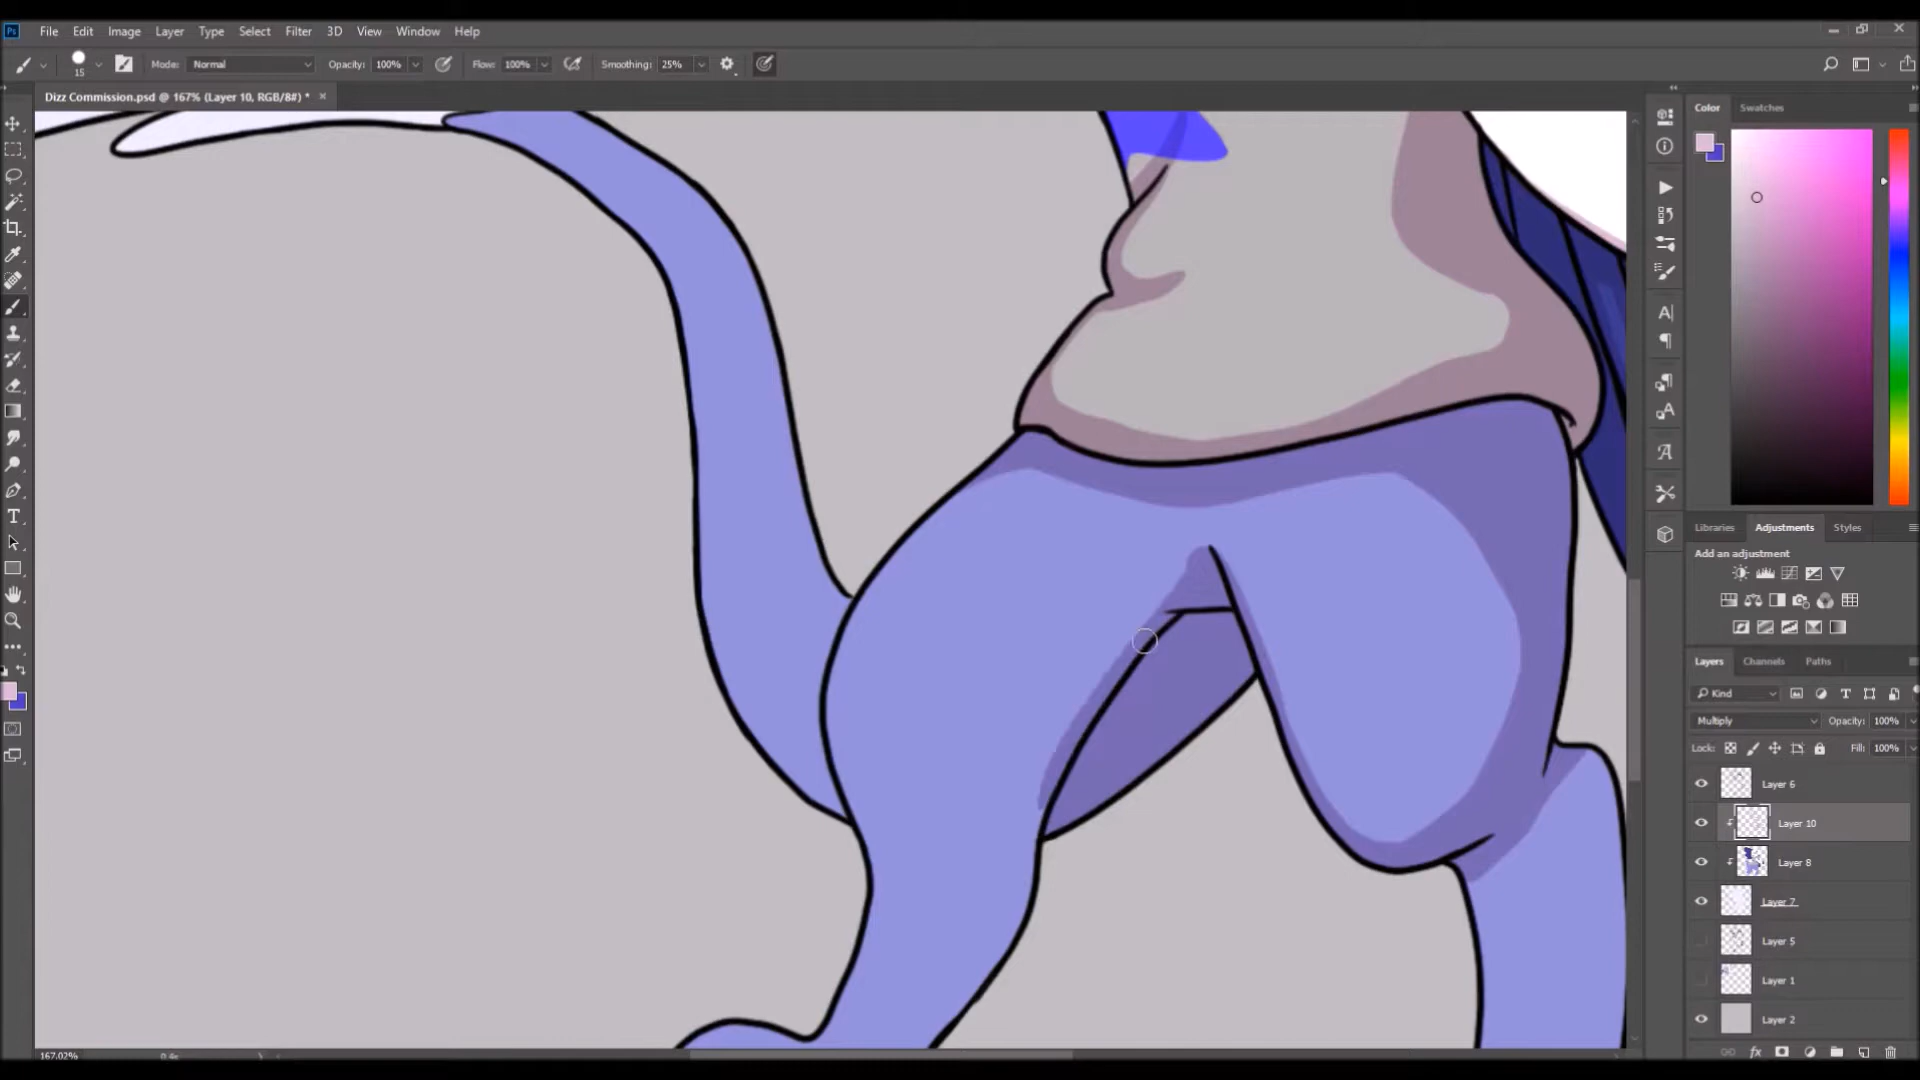 Ps File Edit Image Layer Type Select Filter 3D View Window Help
15 Mode: Normal Opacity: 100% Flow: 100% Smoothing: 25%
Dizz Commission.psd @ 167% (Layer 10, RGB/8#) * ×
Color Swatches
Libraries Adjustments Styles
Add an adjustment
Layers Channels Paths
Kind
Multiply Opacity: 100%
Lock: Fill: 100%
Layer 6
Layer 10
Layer 8
Layer 7
Layer 5
Layer 1
Layer 2
167.02%